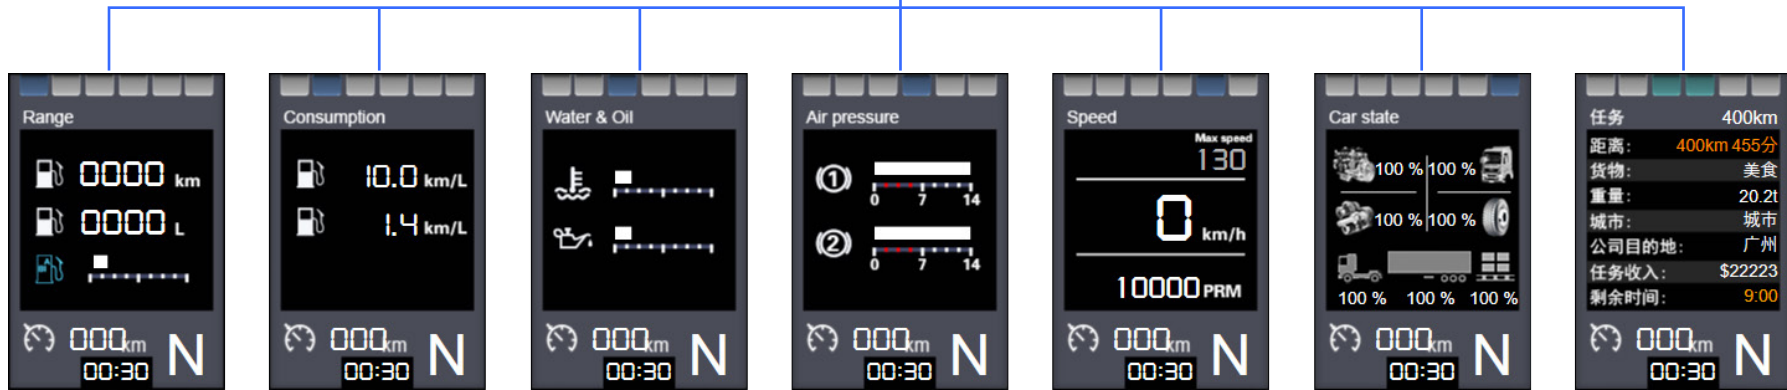 Range
0000 km
0000 L
000km
N
00:30
Consumption
10.0 km/L
1.4 km/L
000km
N
00:30
Water & Oil
000km
N
00:30
Air pressure
(1)
0 7 14
(2)
0 7 14
000km
N
00:30
Speed
Max speed
130
0 km/h
10000 PRM
000km
N
00:30
Car state
100 % 100 %
100 % 100 %
100 % 100 % 100 %
000km
N
00:30
任务 400km
距离: 400km 455分
货物: 美食
重量: 20.2t
城市: 城市
公司目的地: 广州
任务收入: $22223
剩余时间: 9:00
000km
N
00:30